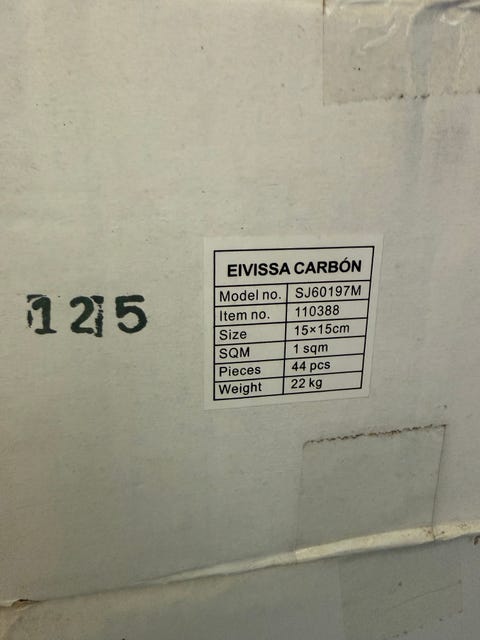 125
EIVISSA CARBÓN
Model no. SJ60197M
Item no. 110388
Size 15×15cm
SQM 1 sqm
Pieces 44 pcs
Weight 22 kg